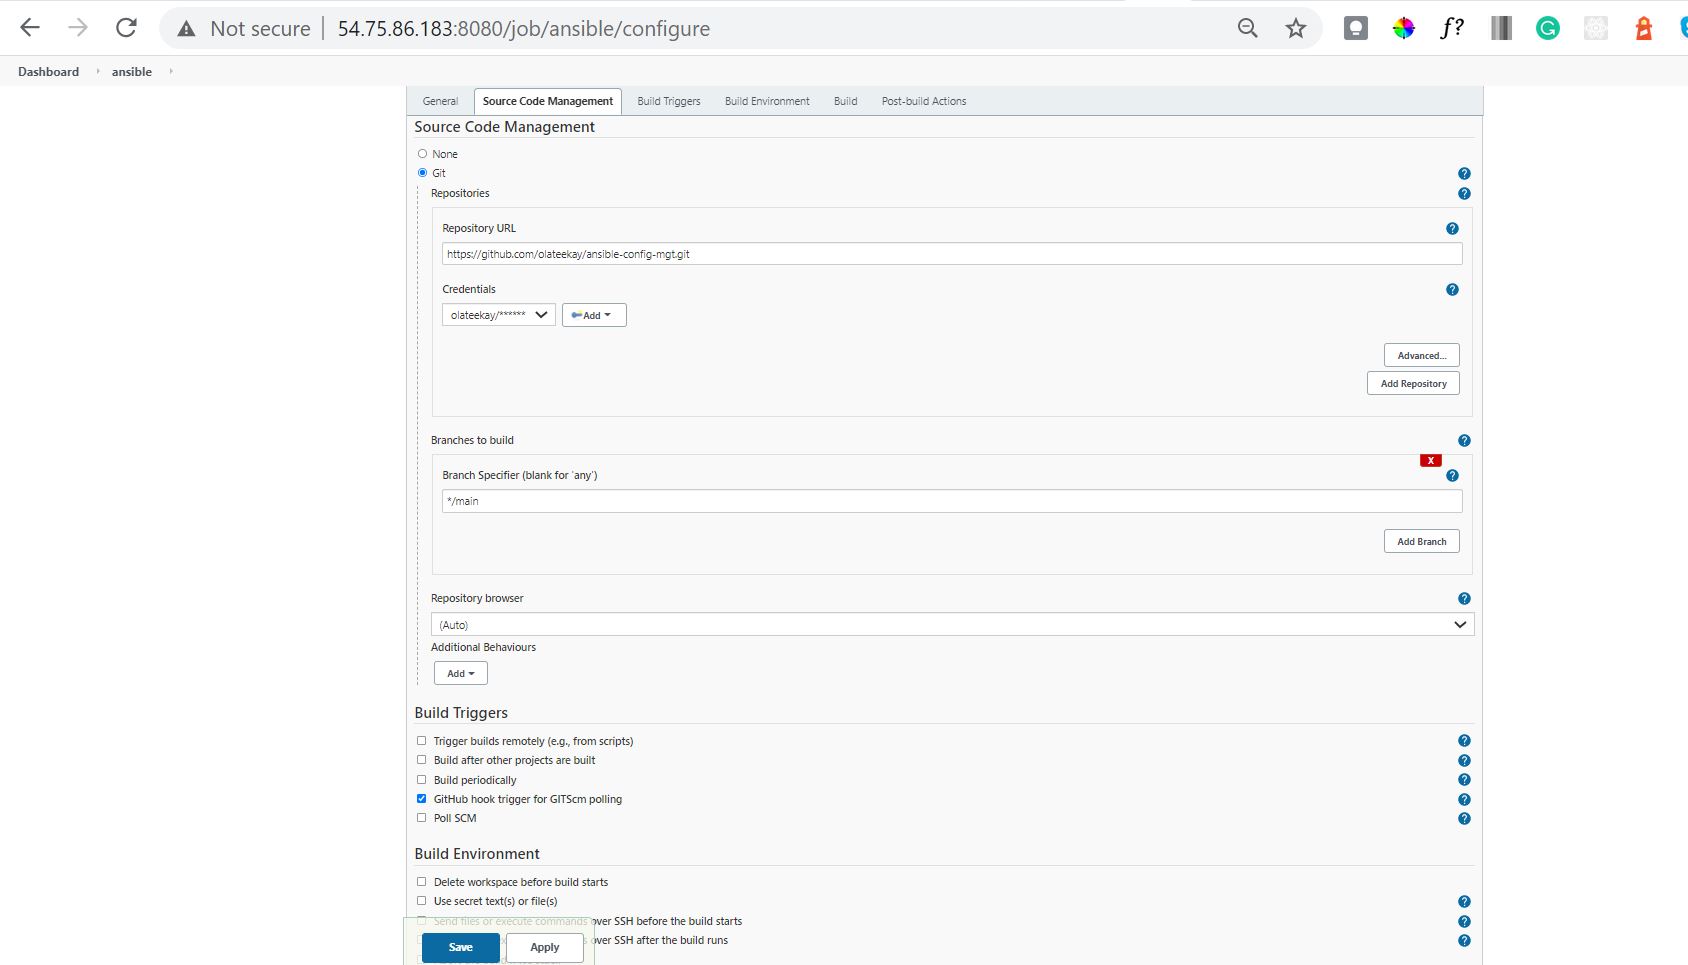 Not secure | 54.75.86.183:8080/job/ansible/configure
f?
G
Dashboard ansible
General Source Code Management Build Triggers Build Environment Build Post-build Actions
Source Code Management
None
Git
Repositories
Repository URL
https://github.com/olateekay/ansible-config-mgt.git
Credentials
olateekay/****** Add
Advanced...
Add Repository
Branches to build
X
Branch Specifier (blank for 'any')
*/main
Add Branch
Repository browser
(Auto)
Additional Behaviours
Add
Build Triggers
Trigger builds remotely (e.g., from scripts)
Build after other projects are built
Build periodically
GitHub hook trigger for GITScm polling
Poll SCM
Build Environment
Delete workspace before build starts
Use secret text(s) or file(s)
Send files or execute commands over SSH before the build starts
over SSH after the build runs
Save Apply